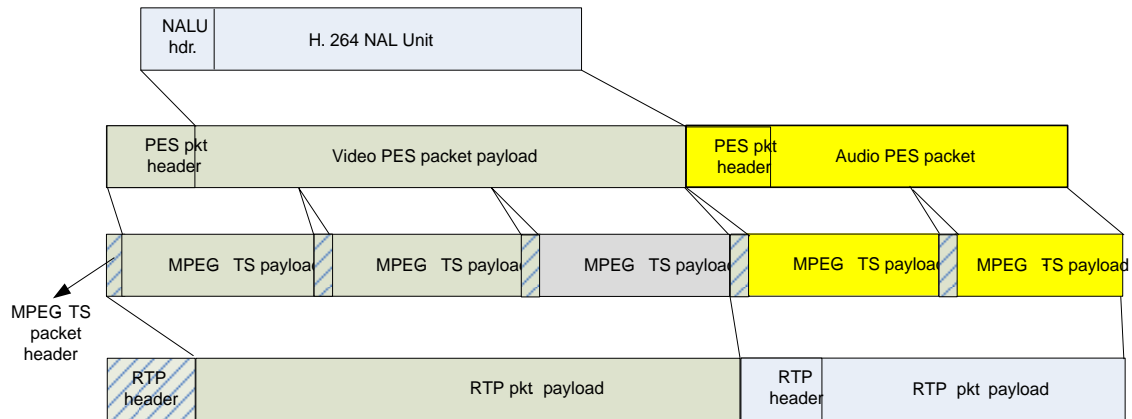 NALU
hdr.
H. 264 NAL Unit
PES pkt
header
Video PES packet payload
PES pkt
header
Audio PES packet
MPEG TS payload
MPEG TS payload
MPEG TS payload
MPEG TS payload
MPEG TS payload
MPEG TS
packet
header
RTP
header
RTP pkt payload
RTP
header
RTP pkt payload